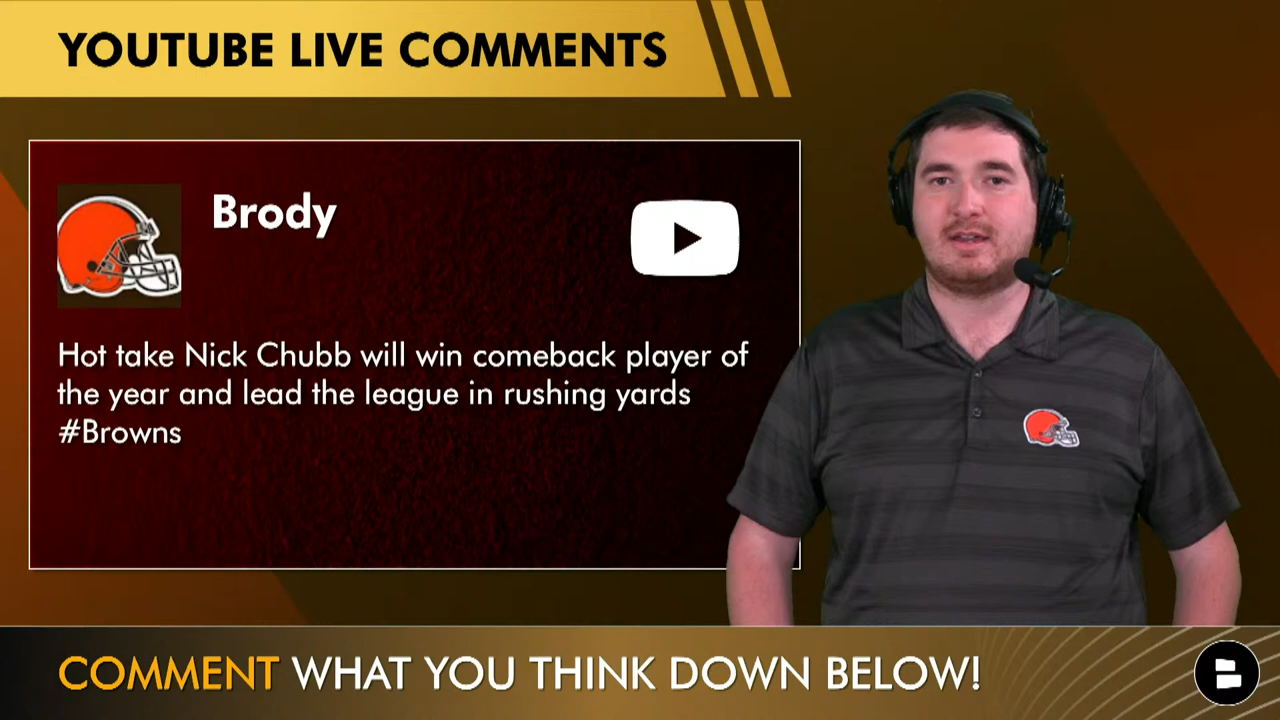 YOUTUBE LIVE COMMENTS
Brody
Hot take Nick Chubb will win comeback player of
the year and lead the league in rushing yards
#Browns
COMMENT WHAT YOU THINK DOWN BELOW!